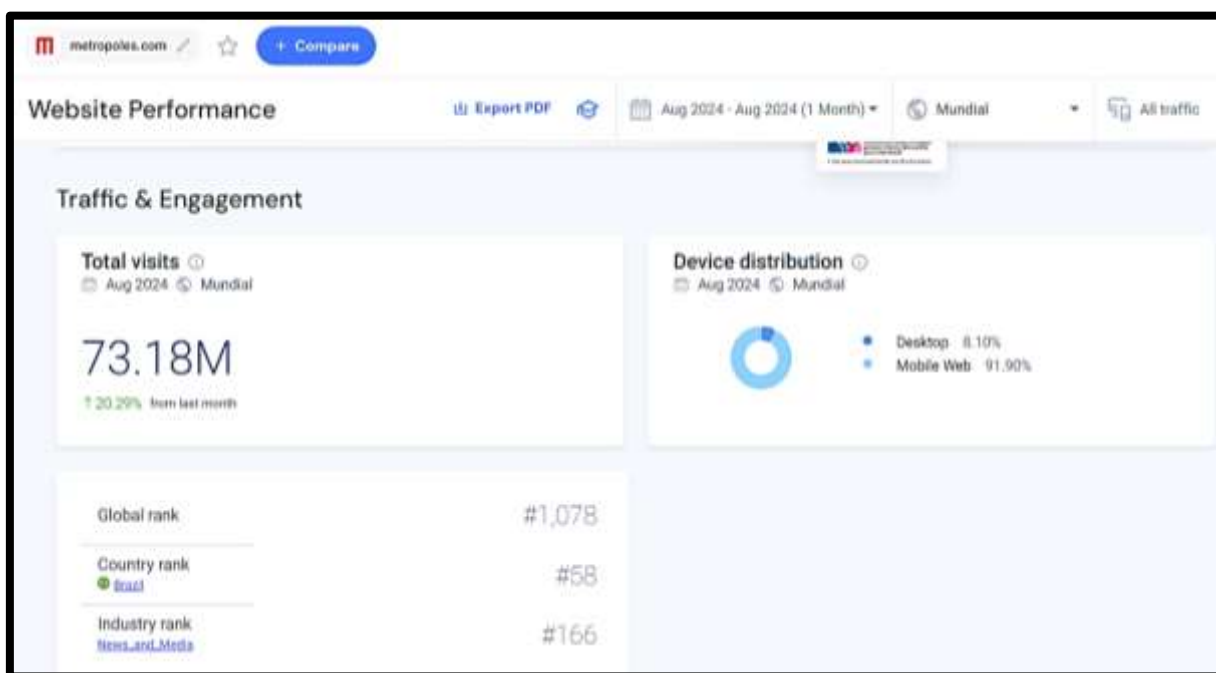 metropoles.com
+ Compare
Website Performance
Export PDF
Aug 2024 - Aug 2024 (1 Month)
Mundial
All traffic
Traffic & Engagement
Total visits
Aug 2024 Mundial
73.18M
↑ 20.29% from last month
Device distribution
Aug 2024 Mundial
Desktop 8.10%
Mobile Web 91.90%
Global rank #1,078
Country rank #58
Brazil
Industry rank #166
News_and_Media